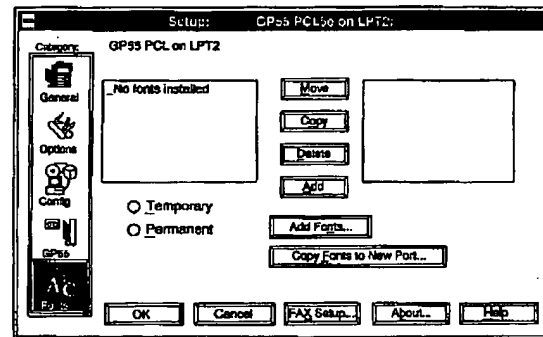 Setup: GP55 PCL5e on LPT2:
Category:
GP55 PCL on LPT2
General
Options
Config
GP55
Fonts
No fonts installed
Move
Copy
Delete
Add
Temporary
Permanent
Add Fonts...
Copy Fonts to New Port...
OK
Cancel
FAX Setup...
About...
Help